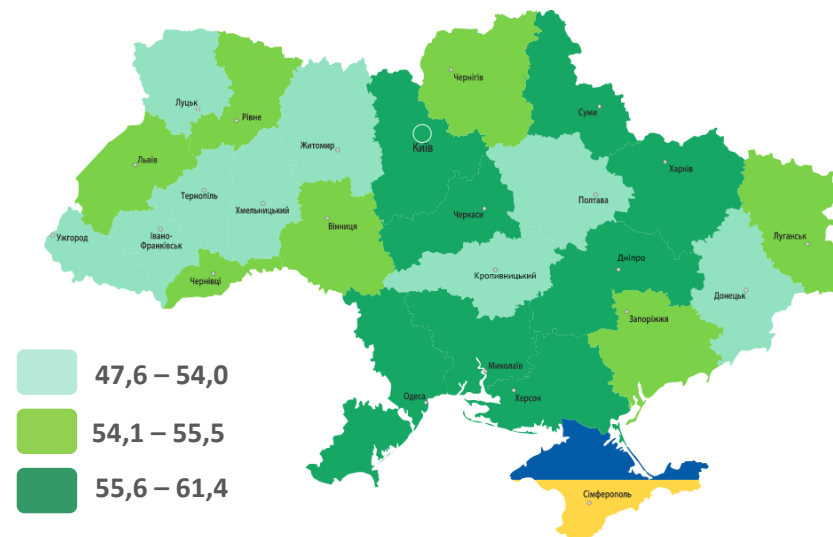 Чернігів
Луцьк
Рівне
Суми
Житомир
Київ
Львів
Харків
Тернопіль
Полтава
Хмельницький
Черкаси
Вінниця
Ужгород
Івано-
Франківськ
Луганськ
Чернівці
Кропивницький
Дніпро
Донецьк
Запоріжжя
Миколаїв
Одеса
Херсон
Сімферополь
47,6 – 54,0
54,1 – 55,5
55,6 – 61,4